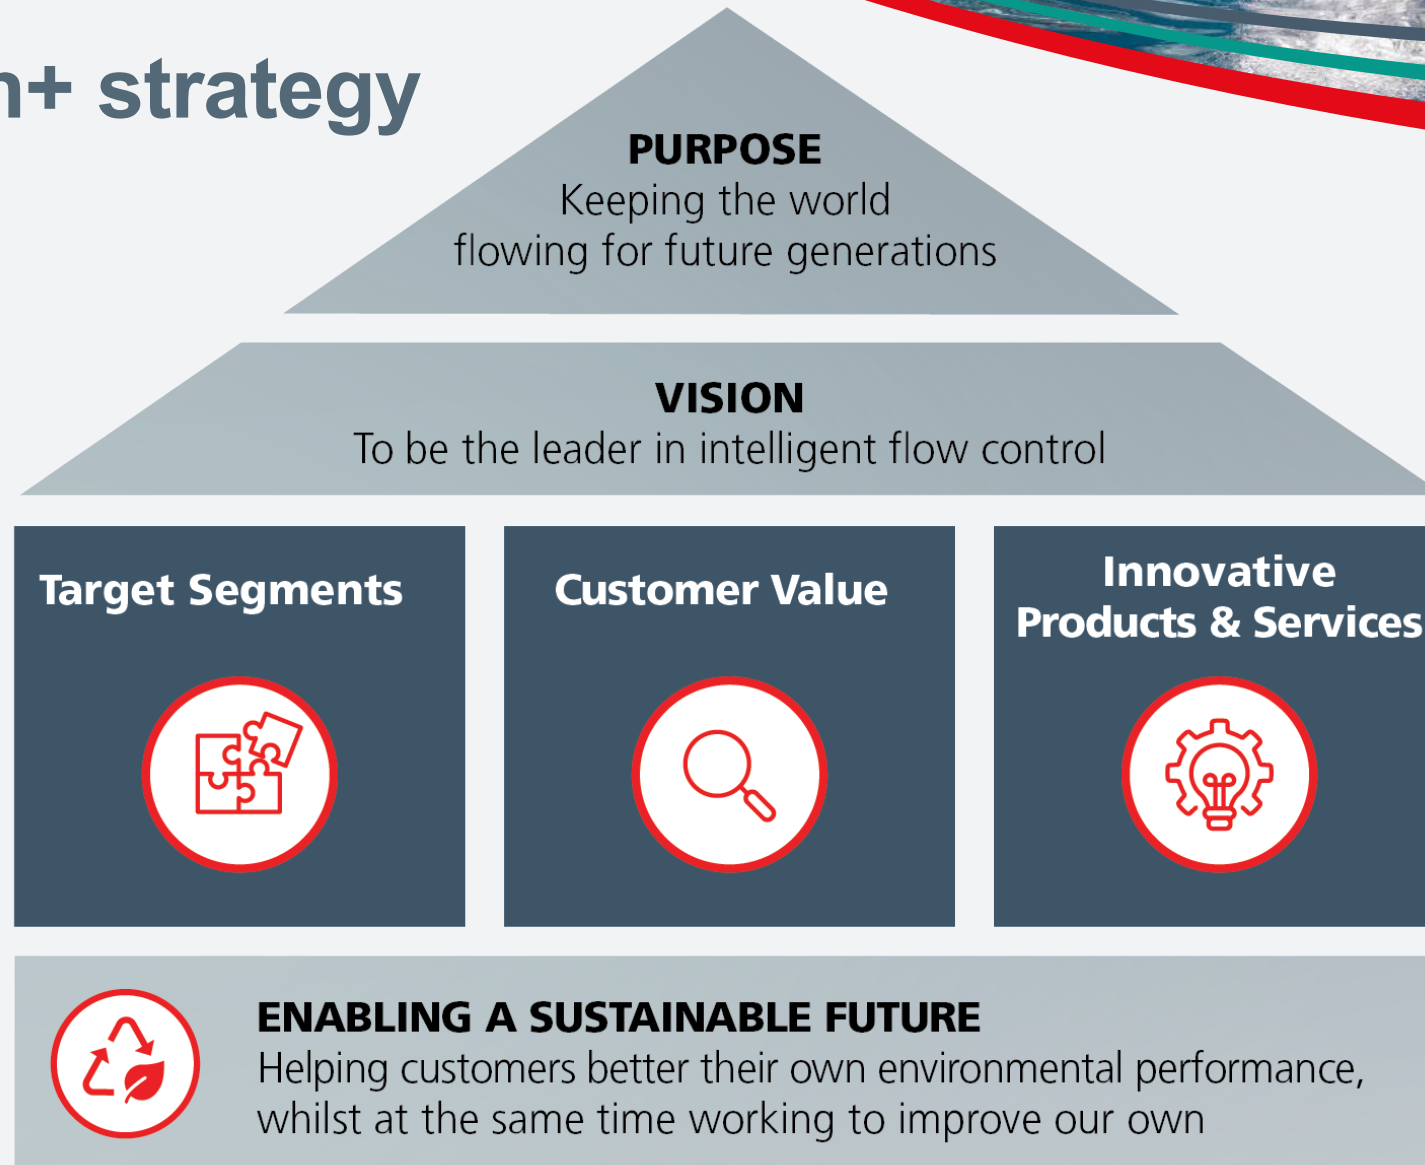 n+ strategy
PURPOSE
Keeping the world
flowing for future generations
VISION
To be the leader in intelligent flow control
Target Segments
Customer Value
Innovative
Products & Services
ENABLING A SUSTAINABLE FUTURE
Helping customers better their own environmental performance,
whilst at the same time working to improve our own